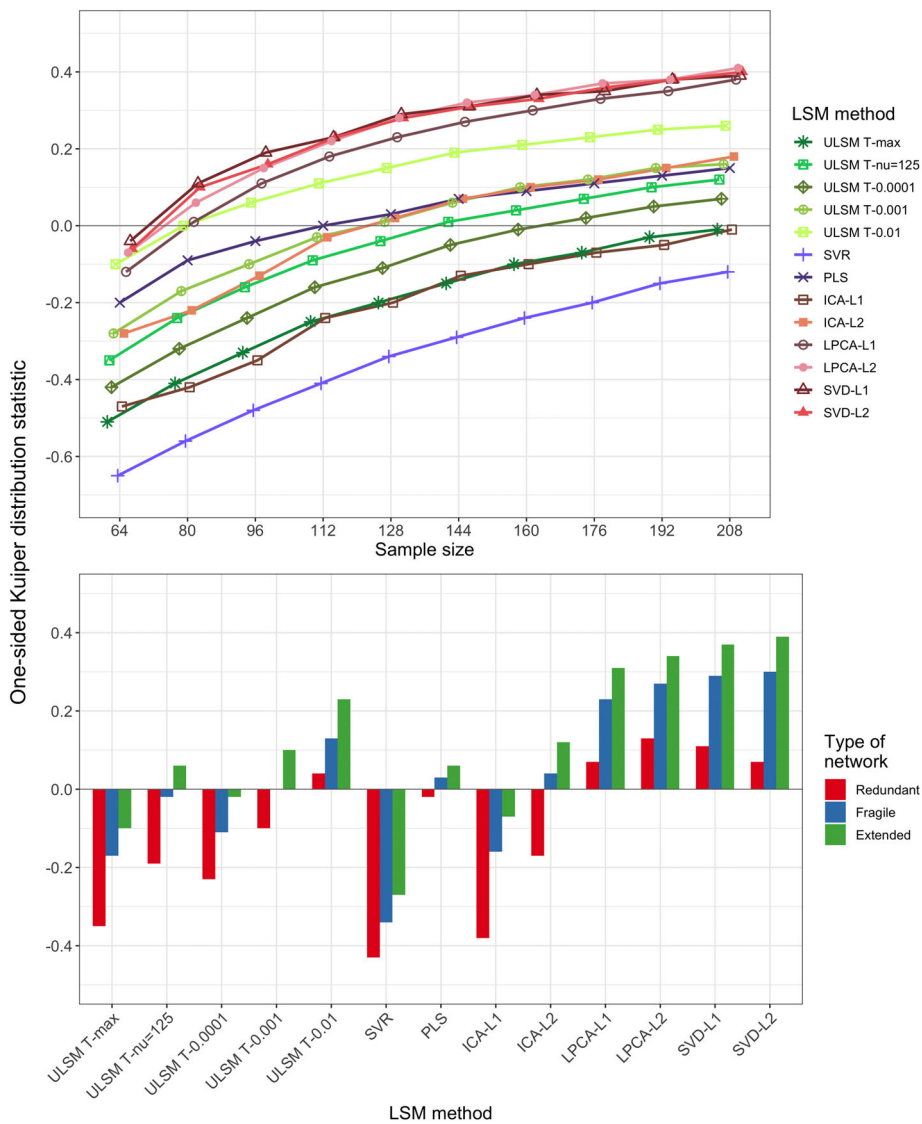 One-sided Kuiper distribution statistic
0.4
0.2
0.0
-0.2
-0.4
-0.6
64 80 96 112 128 144 160 176 192 208
Sample size
LSM method
ULSM T-max
ULSM T-nu=125
ULSM T-0.0001
ULSM T-0.001
ULSM T-0.01
SVR
PLS
ICA-L1
ICA-L2
LPCA-L1
LPCA-L2
SVD-L1
SVD-L2
0.4
0.2
0.0
-0.2
-0.4
ULSM T-max
ULSM T-nu=125
ULSM T-0.0001
ULSM T-0.001
ULSM T-0.01
SVR
PLS
ICA-L1
ICA-L2
LPCA-L1
LPCA-L2
SVD-L1
SVD-L2
LSM method
Type of
network
Redundant
Fragile
Extended